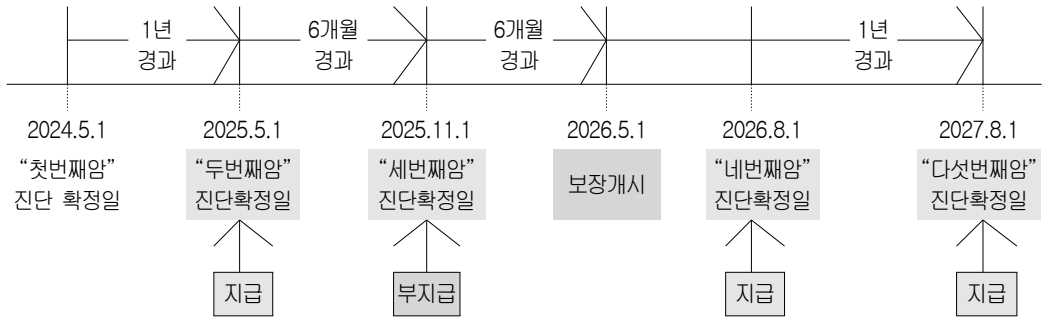 1년
경과
6개월
경과
6개월
경과
1년
경과
2024.5.1
2025.5.1
2025.11.1
2026.5.1
2026.8.1
2027.8.1
“첫번째암”
진단 확정일
“두번째암”
진단확정일
“세번째암”
진단확정일
보장개시
“네번째암”
진단확정일
“다섯번째암”
진단확정일
지급
부지급
지급
지급